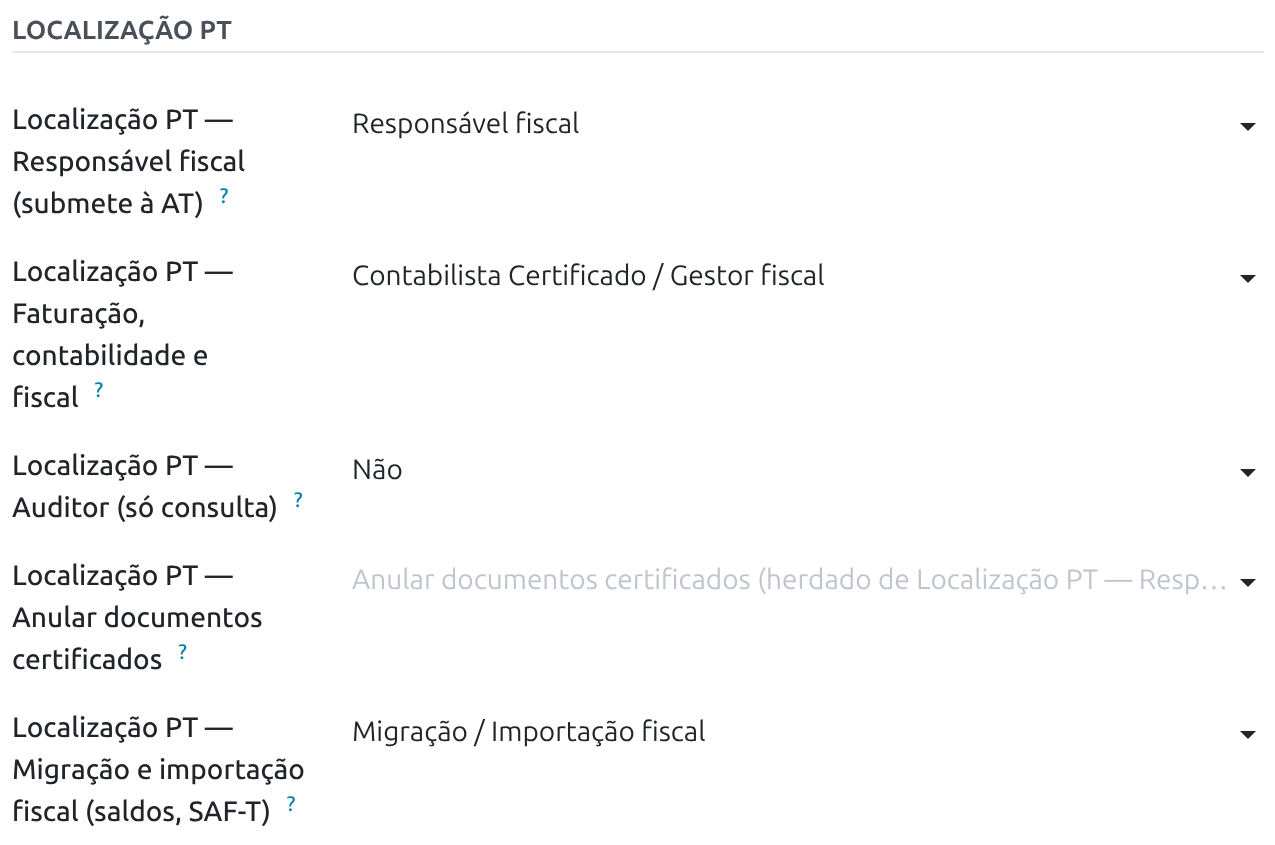 LOCALIZAÇÃO PT
Localização PT —
Responsável fiscal
(submete à AT) ?
Responsável fiscal
Localização PT —
Faturação,
contabilidade e
fiscal ?
Contabilista Certificado / Gestor fiscal
Localização PT —
Auditor (só consulta) ?
Não
Localização PT —
Anular documentos
certificados ?
Anular documentos certificados (herdado de Localização PT — Resp…
Localização PT —
Migração e importação
fiscal (saldos, SAF-T) ?
Migração / Importação fiscal